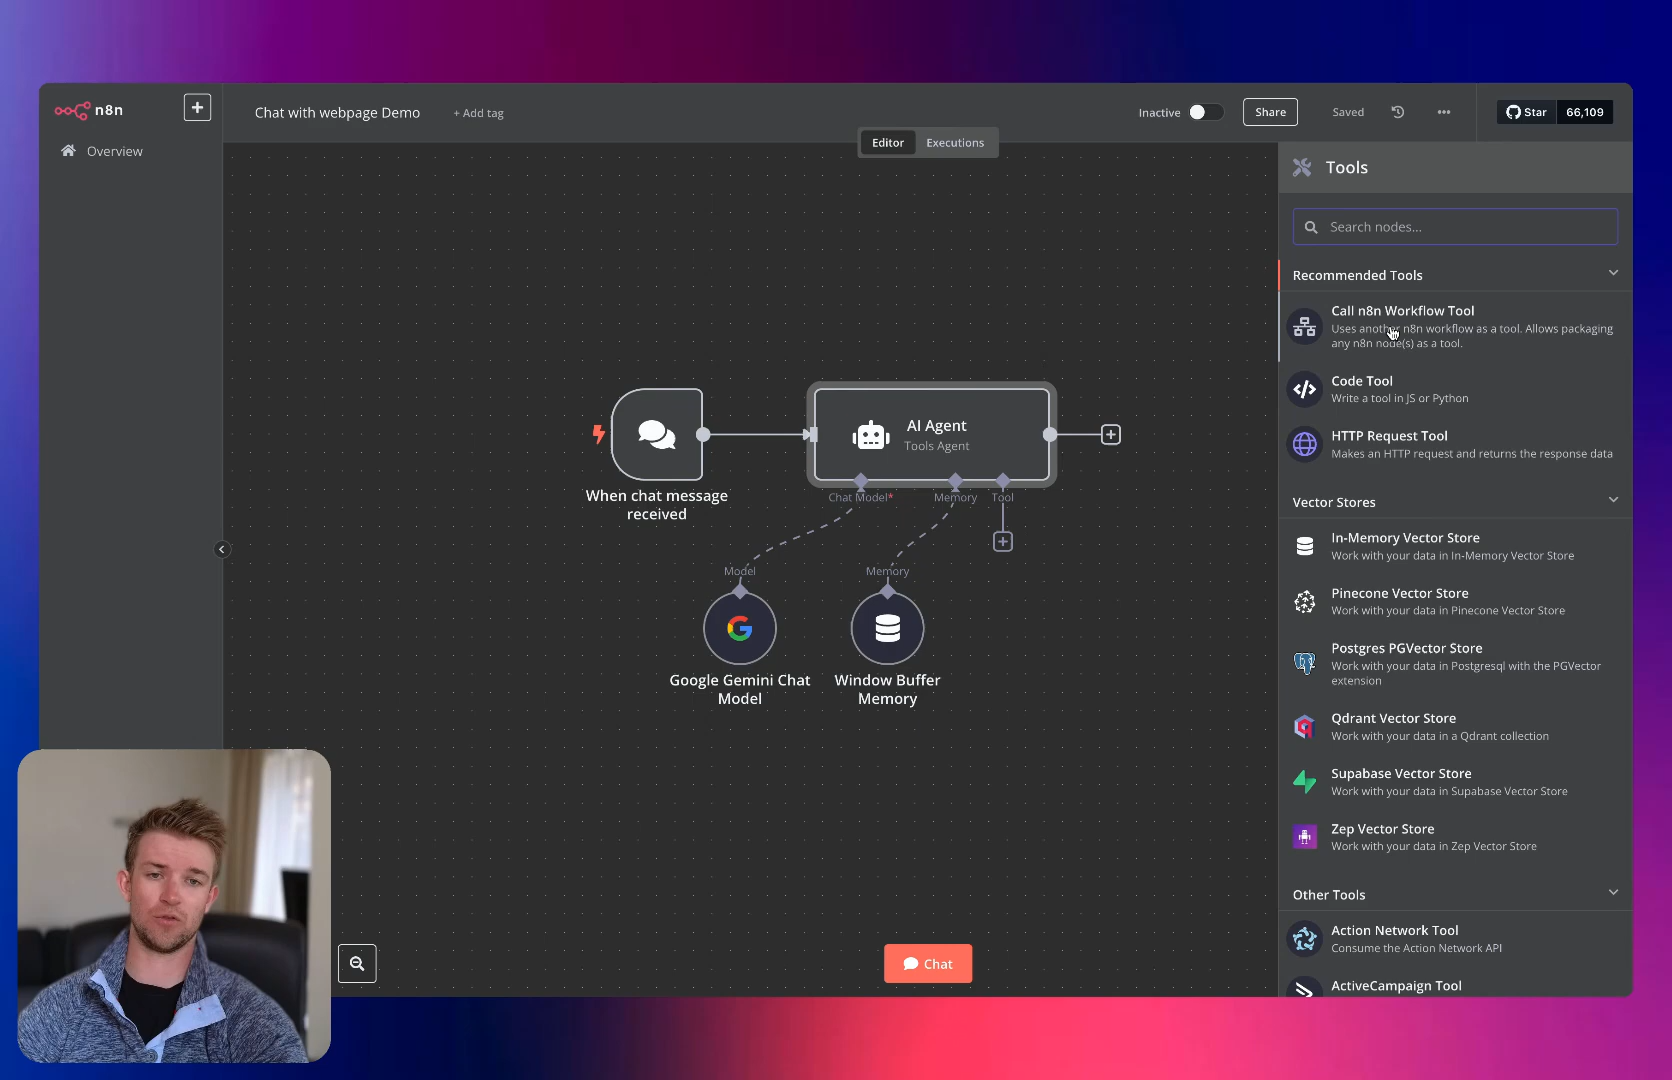 n8n
Overview
Chat with webpage Demo
+ Add tag
Inactive
Share
Saved
Star
66,109
Editor
Executions
When chat message
received
AI Agent
Tools Agent
Chat Model*
Memory
Tool
Model
Memory
Google Gemini Chat
Model
Window Buffer
Memory
Chat
Tools
Search nodes...
Recommended Tools
Call n8n Workflow Tool
Uses another n8n workflow as a tool. Allows packaging
any n8n node(s) as a tool.
Code Tool
Write a tool in JS or Python
HTTP Request Tool
Makes an HTTP request and returns the response data
Vector Stores
In-Memory Vector Store
Work with your data in In-Memory Vector Store
Pinecone Vector Store
Work with your data in Pinecone Vector Store
Postgres PGVector Store
Work with your data in Postgresql with the PGVector
extension
Qdrant Vector Store
Work with your data in a Qdrant collection
Supabase Vector Store
Work with your data in Supabase Vector Store
Zep Vector Store
Work with your data in Zep Vector Store
Other Tools
Action Network Tool
Consume the Action Network API
ActiveCampaign Tool